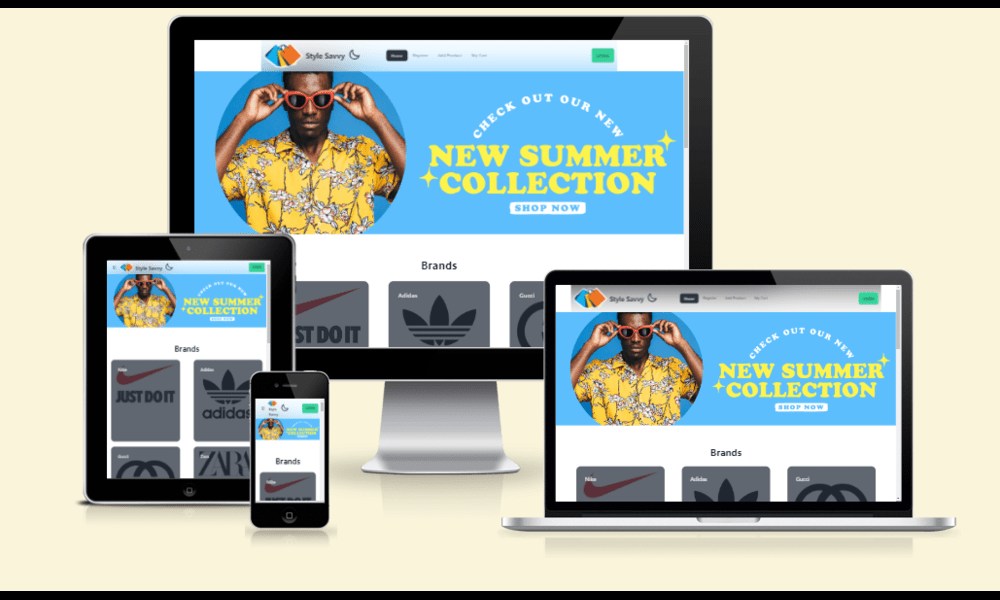 Style Savvy
Home
Register
Add Product
My Cart
LOGIN
CHECK OUT OUR NEW
NEW SUMMER
COLLECTION
SHOP NOW
Brands
JUST DO IT
Adidas
Gucci
Style Savvy
LOGIN
CHECK OUT OUR NEW
NEW SUMMER
COLLECTION
SHOP NOW
Brands
Nike
JUST DO IT
Adidas
adidas
Gucci
Zara
ZARA
Style
Savvy
LOGIN
NEW SUMMER
COLLECTION
Brands
Nike
JUST DO IT
Style Savvy
Home
Register
Add Product
My Cart
LOGIN
CHECK OUT OUR NEW
NEW SUMMER
COLLECTION
SHOP NOW
Brands
Nike
Adidas
Gucci